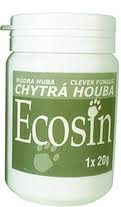 MÚDRA HUBA CLEVER FUNGUS
CHYTRÁ HOUBA
Ecosin
1x 20g